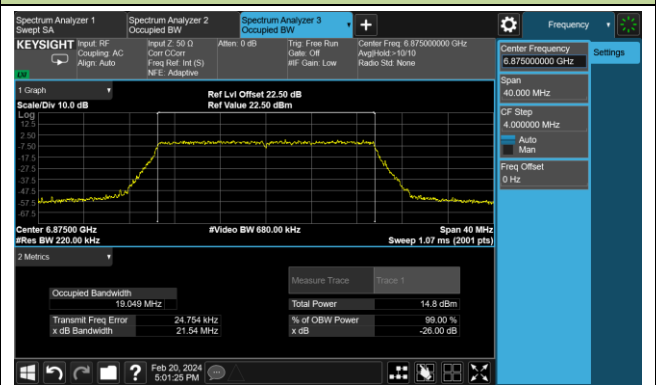 Spectrum Analyzer 1
Swept SA
Spectrum Analyzer 2
Occupied BW
Spectrum Analyzer 3
Occupied BW
Frequency
KEYSIGHT
Input: RF
Coupling: AC
Align: Auto
Input Z: 50 Ω
Corr CCorr
Freq Ref: Int (S)
NFE: Adaptive
Atten: 0 dB
Trig: Free Run
Gate: Off
#IF Gain: Low
Center Freq: 6.875000000 GHz
Avg|Hold:>10/10
Radio Std: None
Center Frequency
6.875000000 GHz
Settings
Span
40.000 MHz
CF Step
4.000000 MHz
Auto
Man
Freq Offset
0 Hz
1 Graph
Scale/Div 10.0 dB
Ref Lvl Offset 22.50 dB
Ref Value 22.50 dBm
Log
12.5
2.50
-7.50
-17.5
-27.5
-37.5
-47.5
-57.5
-67.5
Center 6.87500 GHz
#Res BW 220.00 kHz
#Video BW 680.00 kHz
Span 40 MHz
Sweep 1.07 ms (2001 pts)
2 Metrics
Measure Trace
Trace 1
Occupied Bandwidth
19.049 MHz
Total Power
14.8 dBm
Transmit Freq Error
24.754 kHz
% of OBW Power
99.00 %
x dB Bandwidth
21.54 MHz
x dB
-26.00 dB
Feb 20, 2024
5:01:25 PM